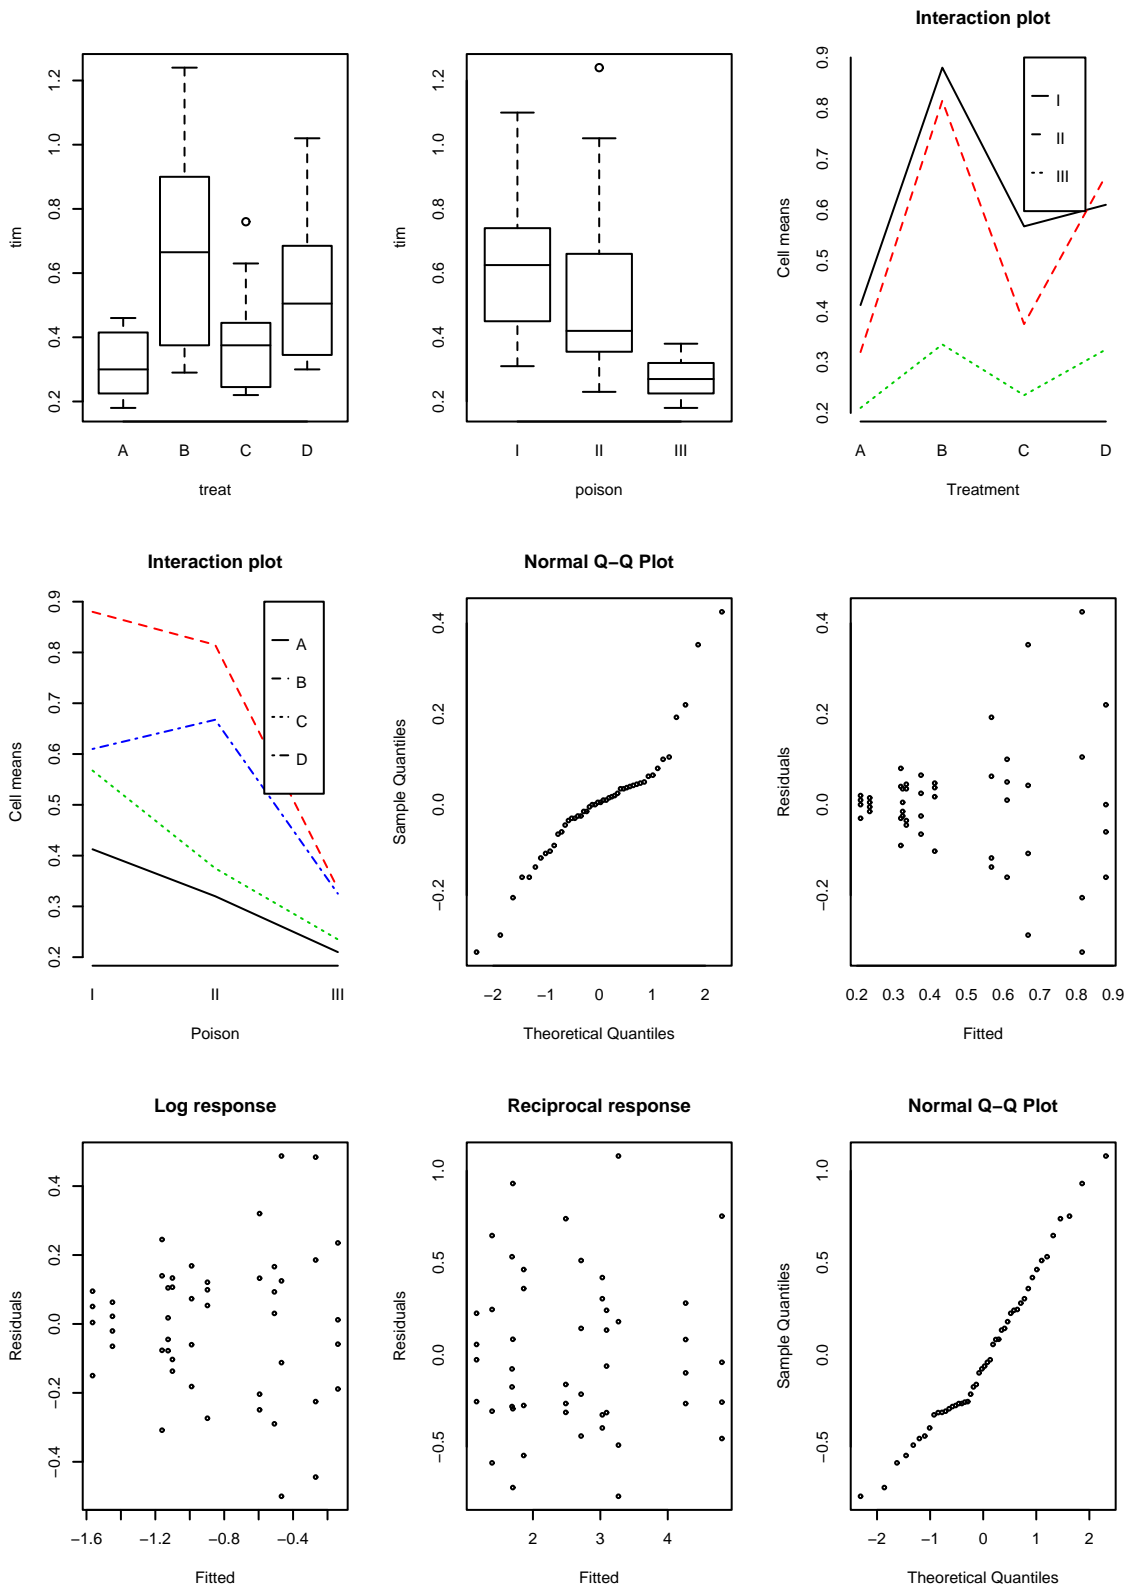 tim
1.2
1.0
0.8
0.6
0.4
0.2
A B C D
treat
tim
1.2
1.0
0.8
0.6
0.4
0.2
I II III
poison
Interaction plot
Cell means
0.9
0.8
0.7
0.6
0.5
0.4
0.3
0.2
I
II
III
A B C D
Treatment
Interaction plot
Cell means
0.9
0.8
0.7
0.6
0.5
0.4
0.3
0.2
A
B
C
D
I II III
Poison
Normal Q−Q Plot
Sample Quantiles
0.4
0.2
0.0
−0.2
−2 −1 0 1 2
Theoretical Quantiles
Residuals
0.4
0.2
0.0
−0.2
0.2 0.3 0.4 0.5 0.6 0.7 0.8 0.9
Fitted
Log response
Residuals
0.4
0.2
0.0
−0.2
−0.4
−1.6 −1.2 −0.8 −0.4
Fitted
Reciprocal response
Residuals
1.0
0.5
0.0
−0.5
2 3 4
Fitted
Normal Q−Q Plot
Sample Quantiles
1.0
0.5
0.0
−0.5
−2 −1 0 1 2
Theoretical Quantiles